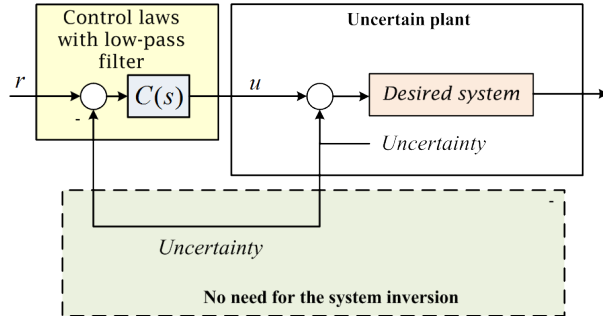 Control laws
with low-pass
filter
Uncertain plant
r
C(s)
u
Desired system
-
Uncertainty
-
Uncertainty
No need for the system inversion